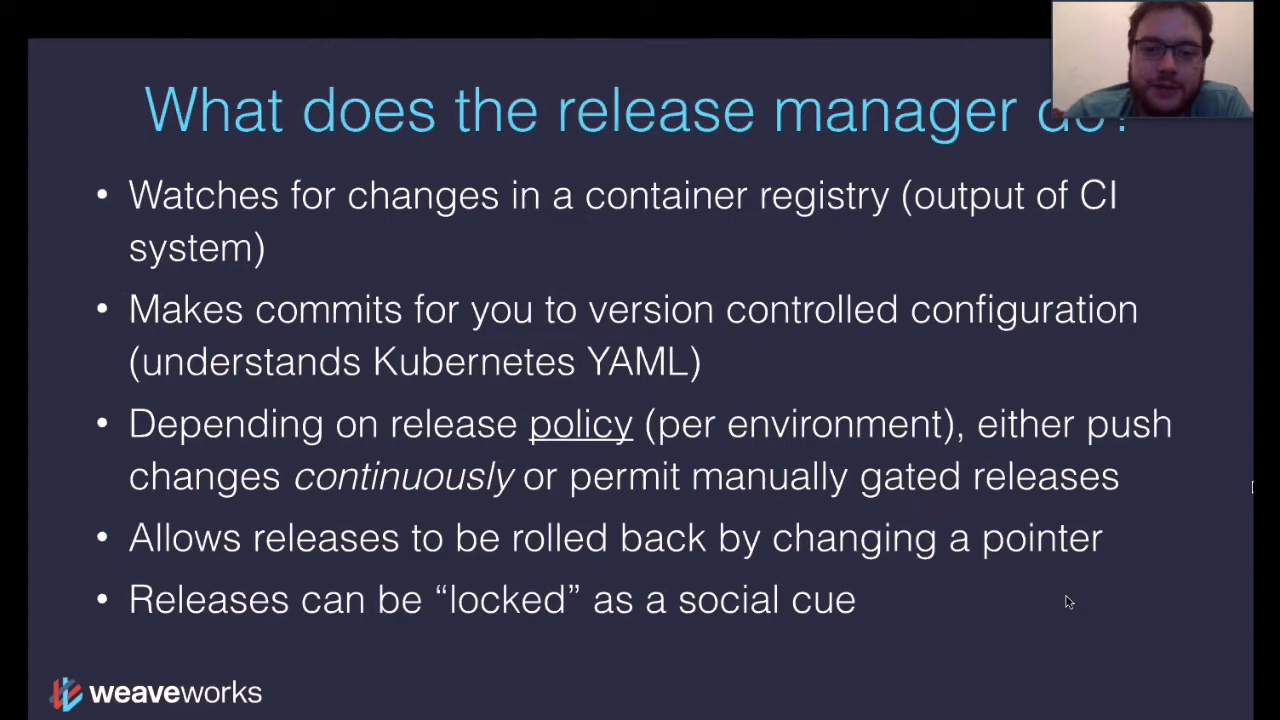 What does the release manager do?
• Watches for changes in a container registry (output of CI
system)
• Makes commits for you to version controlled configuration
(understands Kubernetes YAML)
• Depending on release policy (per environment), either push
changes continuously or permit manually gated releases
• Allows releases to be rolled back by changing a pointer
• Releases can be “locked” as a social cue
weaveworks